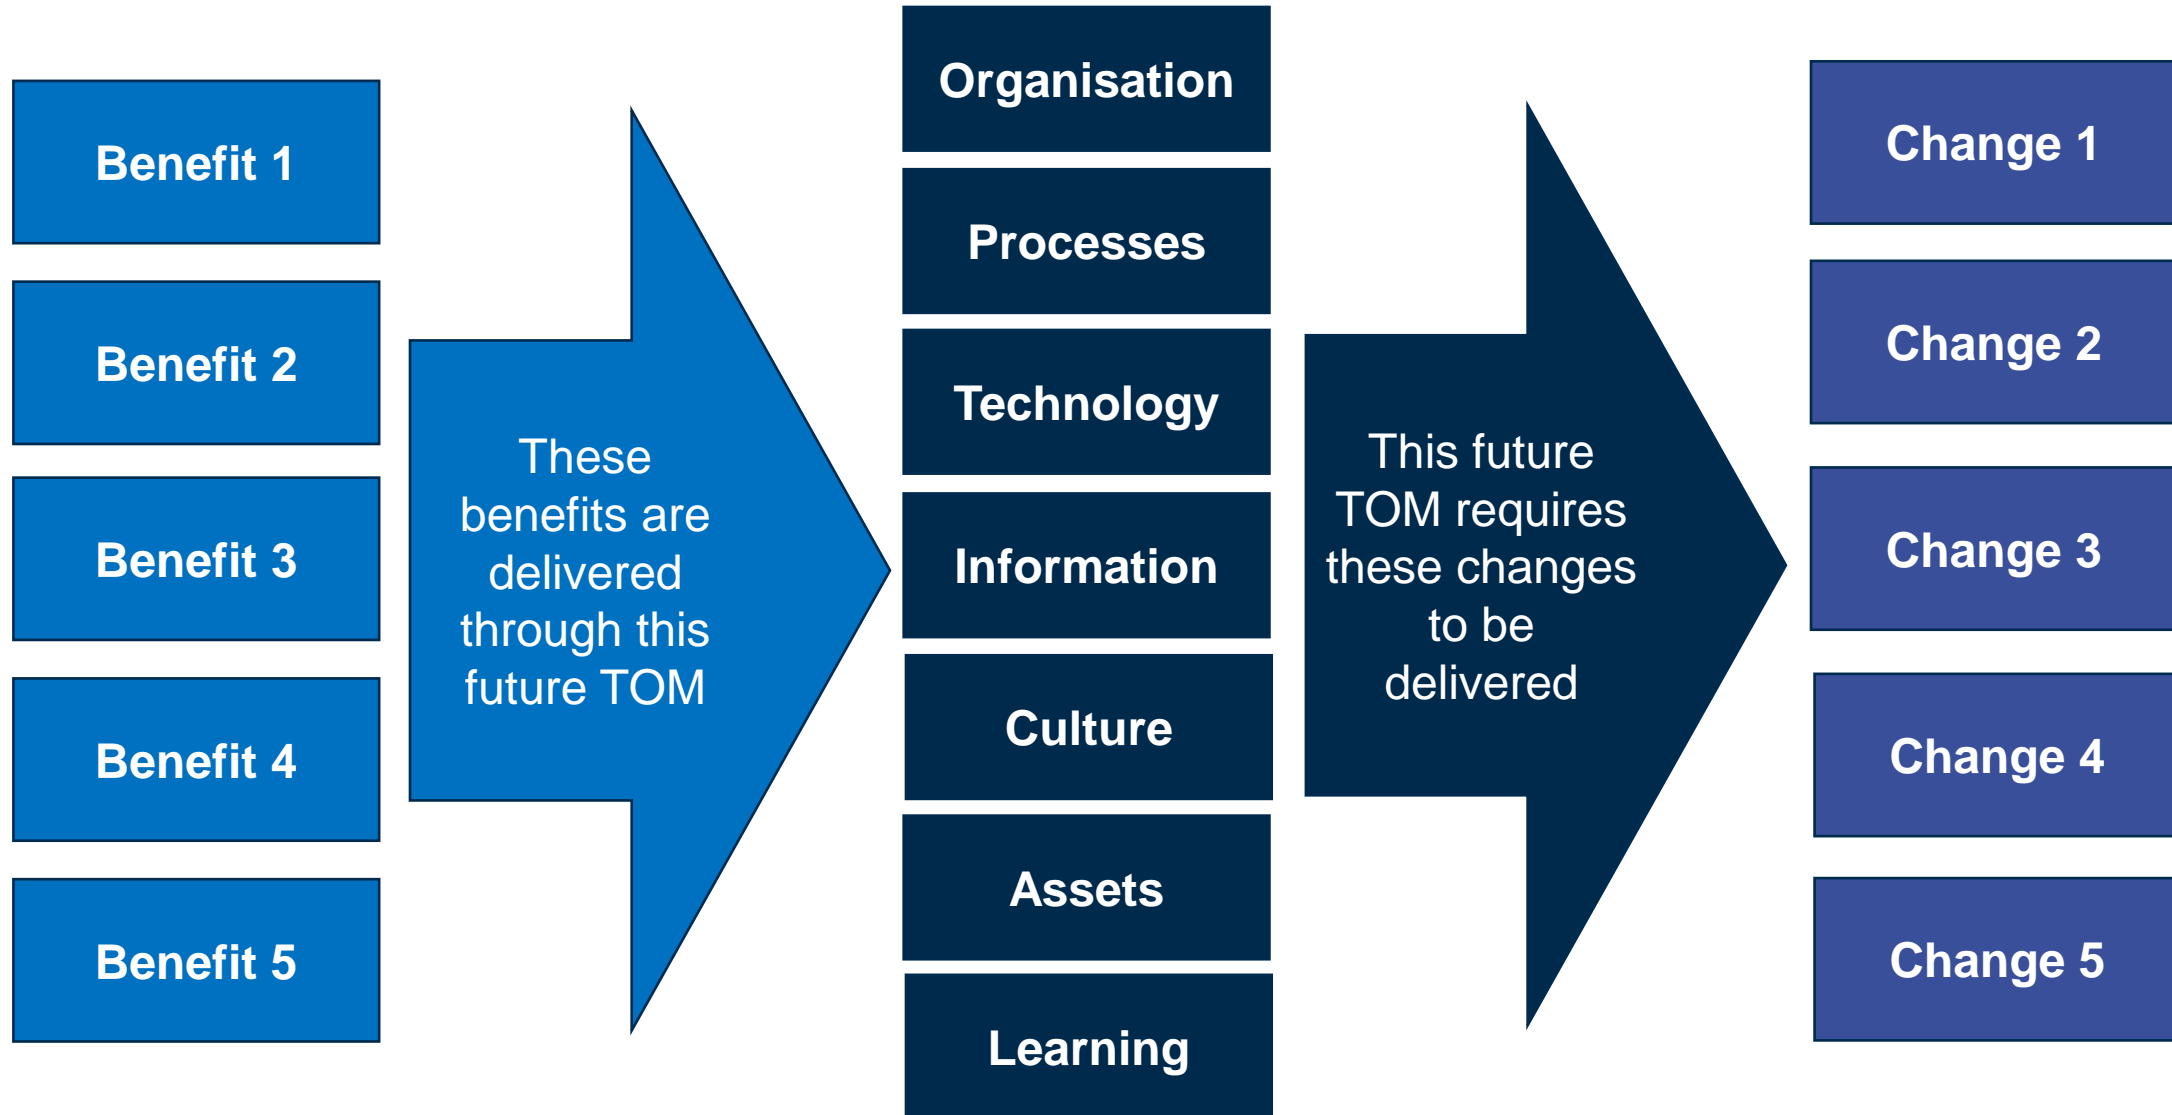 Benefit 1
Benefit 2
Benefit 3
Benefit 4
Benefit 5
These
benefits are
delivered
through this
future TOM
Organisation
Processes
Technology
Information
Culture
Assets
Learning
This future
TOM requires
these changes
to be
delivered
Change 1
Change 2
Change 3
Change 4
Change 5